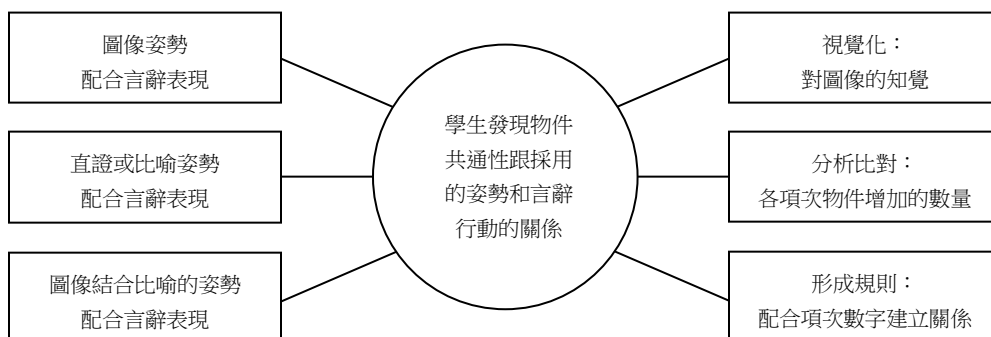 圖像姿勢
配合言辭表現
直證或比喻姿勢
配合言辭表現
圖像結合比喻的姿勢
配合言辭表現
學生發現物件
共通性跟採用
的姿勢和言辭
行動的關係
視覺化：
對圖像的知覺
分析比對：
各項次物件增加的數量
形成規則：
配合項次數字建立關係